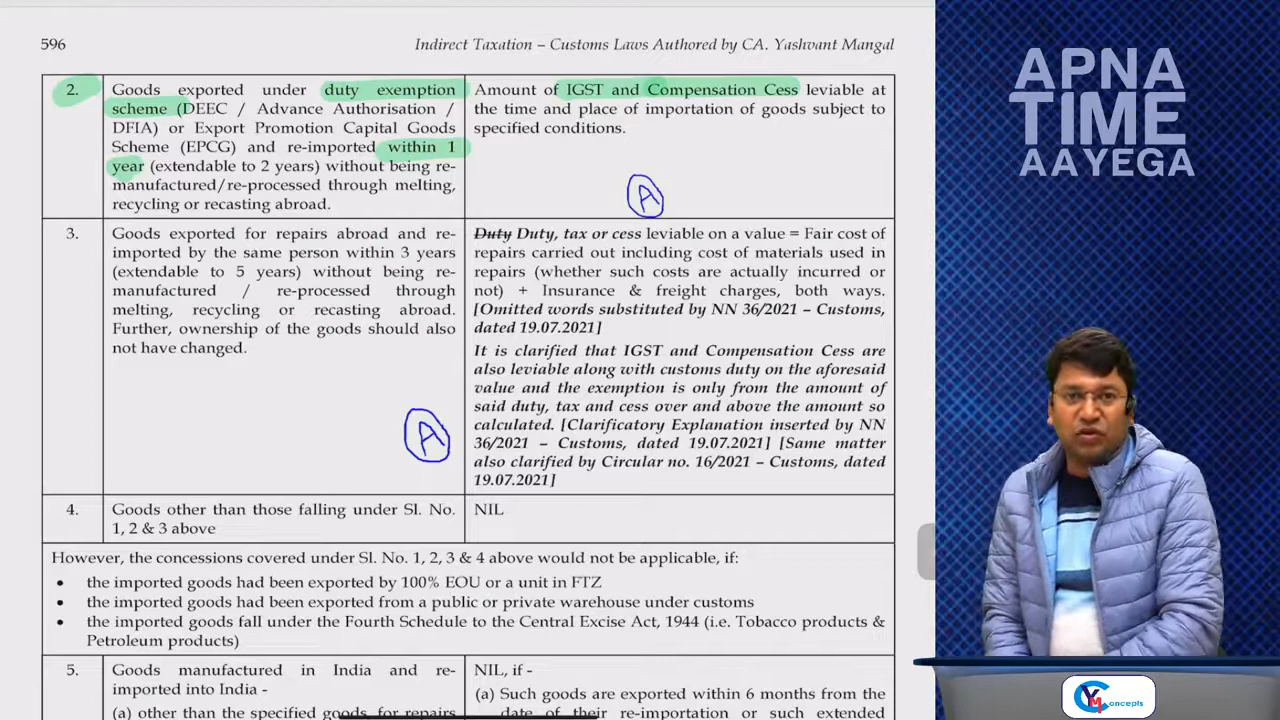 596
Indirect Taxation – Customs Laws Authored by CA. Yashvant Mangal
2.
Goods exported under duty exemption
scheme (DEEC / Advance Authorisation /
DFIA) or Export Promotion Capital Goods
Scheme (EPCG) and re-imported within 1
year (extendable to 2 years) without being re-
manufactured/re-processed through melting,
recycling or recasting abroad.
Amount of IGST and Compensation Cess leviable at
the time and place of importation of goods subject to
specified conditions.
A
3.
Goods exported for repairs abroad and re-
imported by the same person within 3 years
(extendable to 5 years) without being re-
manufactured / re-processed through
melting, recycling or recasting abroad.
Further, ownership of the goods should also
not have changed.
A
Duty Duty, tax or cess leviable on a value = Fair cost of
repairs carried out including cost of materials used in
repairs (whether such costs are actually incurred or
not) + Insurance & freight charges, both ways.
[Omitted words substituted by NN 36/2021 – Customs,
dated 19.07.2021]
It is clarified that IGST and Compensation Cess are
also leviable along with customs duty on the aforesaid
value and the exemption is only from the amount of
said duty, tax and cess over and above the amount so
calculated. [Clarificatory Explanation inserted by NN
36/2021 – Customs, dated 19.07.2021] [Same matter
also clarified by Circular no. 16/2021 – Customs, dated
19.07.2021]
4.
Goods other than those falling under Sl. No.
1, 2 & 3 above
NIL
However, the concessions covered under Sl. No. 1, 2, 3 & 4 above would not be applicable, if:
• the imported goods had been exported by 100% EOU or a unit in FTZ
• the imported goods had been exported from a public or private warehouse under customs
• the imported goods fall under the Fourth Schedule to the Central Excise Act, 1944 (i.e. Tobacco products &
Petroleum products)
5.
Goods manufactured in India and re-
imported into India -
(a) other than the specified goods for repairs
NIL, if -
(a) Such goods are exported within 6 months from the
date of their re-importation or such extended
APNA
TIME
AAYEGA
YM Concepts